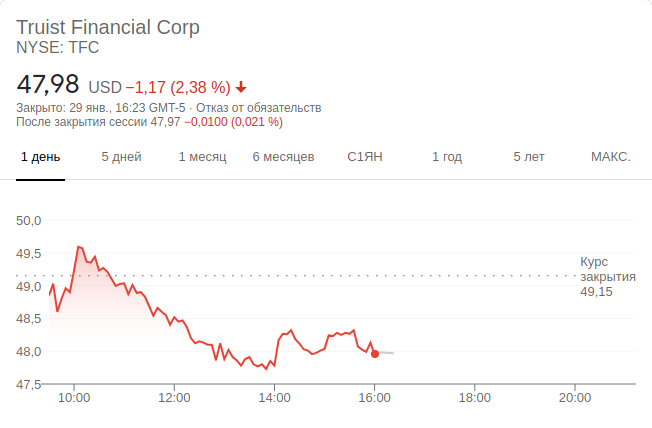 Truist Financial Corp
NYSE: TFC
47,98 USD −1,17 (2,38 %)
Закрыто: 29 янв., 16:23 GMT-5 · Отказ от обязательств
После закрытия сессии 47,97 −0,0100 (0,021 %)
1 день 5 дней 1 месяц 6 месяцев С1ЯН 1 год 5 лет МАКС.
50,0
49,5
49,0
48,5
48,0
47,5
Курс
закрытия
49,15
10:00 12:00 14:00 16:00 18:00 20:00